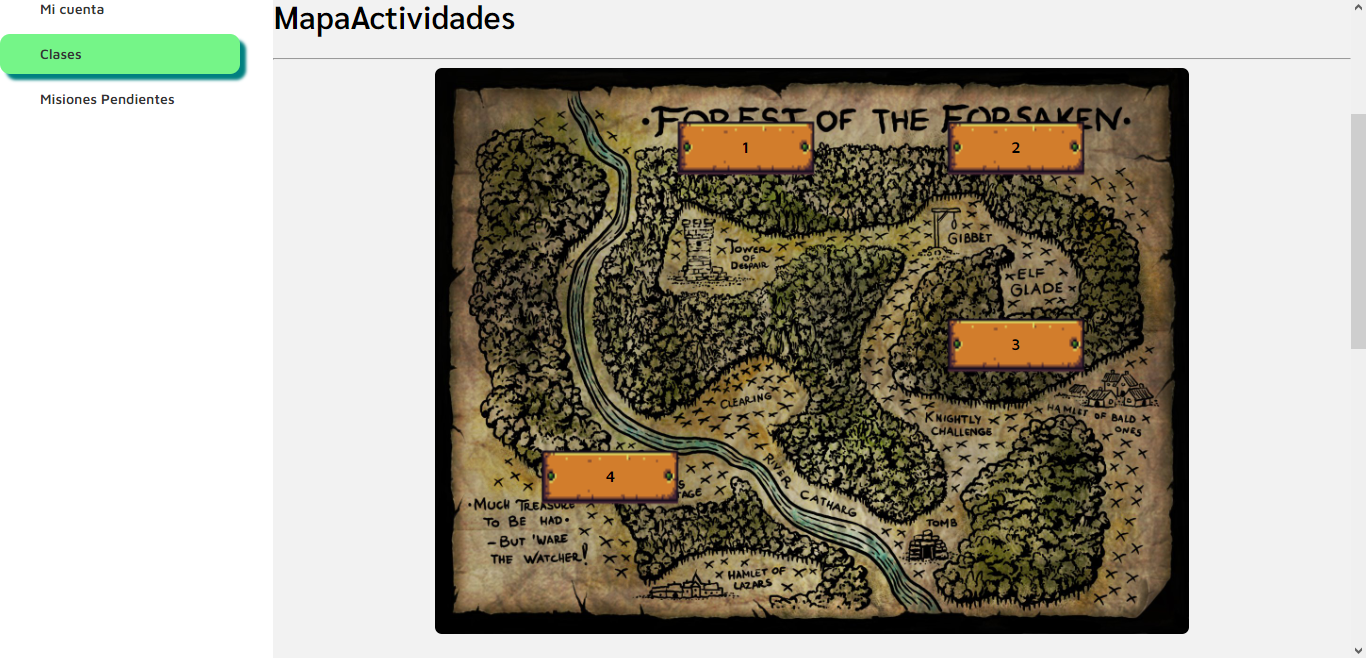 Mi cuenta
MapaActividades
Clases
Misiones Pendientes
·FOREST OF THE FORSAKEN·
1
2
GIBBET
TOWER
OF
DESPAIR
ELF
GLADE
3
CLEARING
HAMLET OF BALD
ONES
KNIGHTLY
CHALLENGE
RIVER CATHARG
4
·MUCH TREASURE
TO BE HAD·
-BUT 'WARE
THE WATCHER!
TOMB
HAMLET OF
LAZARS